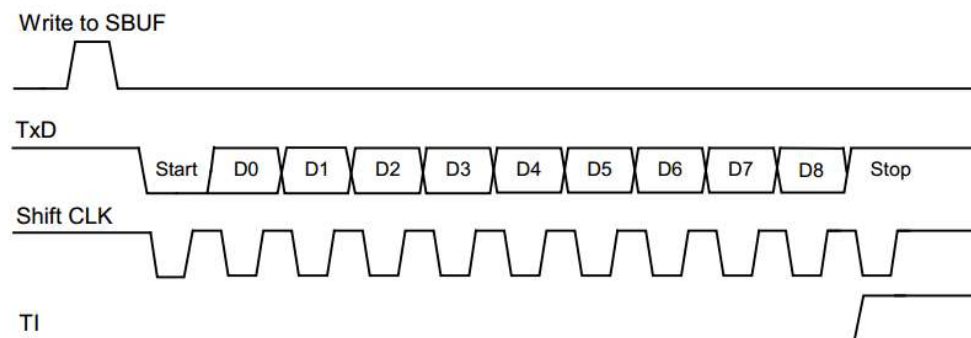 Write to SBUF
TxD
Start D0 D1 D2 D3 D4 D5 D6 D7 D8 Stop
Shift CLK
TI